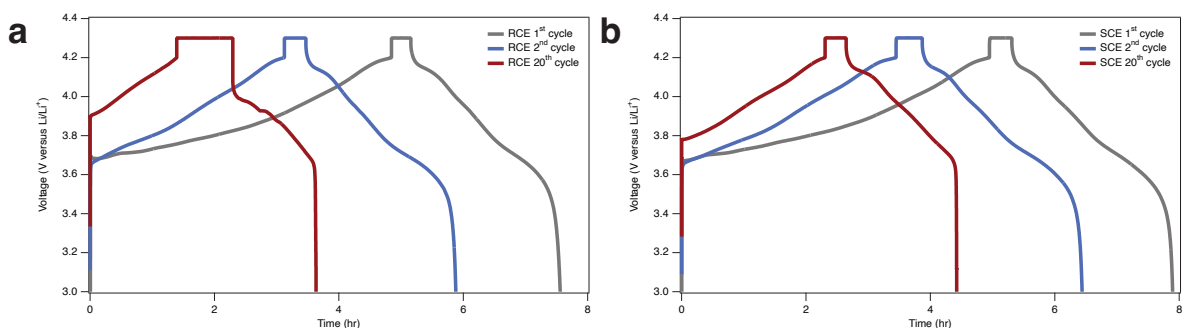 a
RCE 1st cycle
RCE 2nd cycle
RCE 20th cycle
4.4
4.2
4.0
3.8
3.6
3.4
3.2
3.0
Voltage (V versus Li/Li+)
0 2 4 6 8
Time (hr)
b
SCE 1st cycle
SCE 2nd cycle
SCE 20th cycle
4.4
4.2
4.0
3.8
3.6
3.4
3.2
3.0
Voltage (V versus Li/Li+)
0 2 4 6 8
Time (hr)